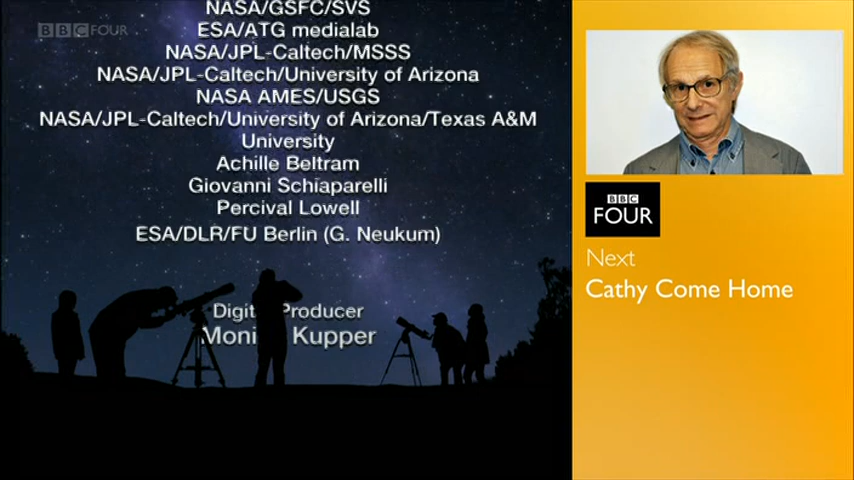 BBC FOUR
NASA/GSFC/SVS
ESA/ATG medialab
NASA/JPL-Caltech/MSSS
NASA/JPL-Caltech/University of Arizona
NASA AMES/USGS
NASA/JPL-Caltech/University of Arizona/Texas A&M
University
Achille Beltram
Giovanni Schiaparelli
Percival Lowell
ESA/DLR/FU Berlin (G. Neukum)
Producer
Kupper
BBC
FOUR
Next
Cathy Come Home